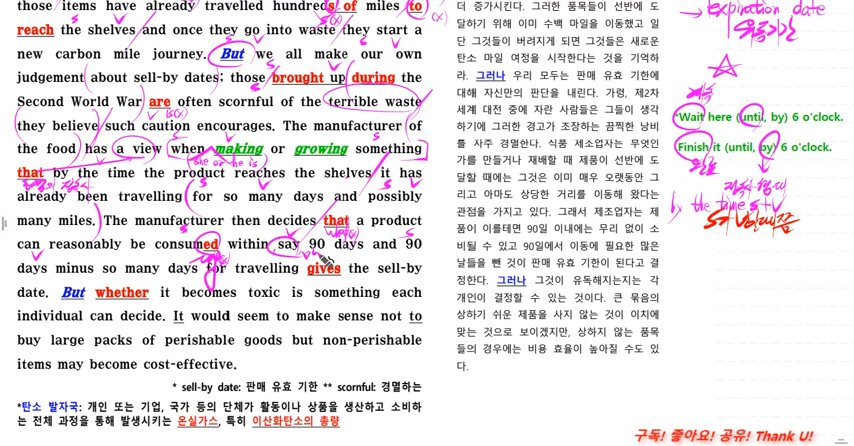 those items have already travelled hundreds of miles to
reach the shelves and once they go into waste they start a
new carbon mile journey. But we all make our own
judgement about sell-by dates; those brought up during the
Second World War are often scornful of the terrible waste
they believe such caution encourages. The manufacturer of
the food has a view when making or growing something
she or he is
that by the time the product reaches the shelves it has
already been travelling for so many days and possibly
many miles. The manufacturer then decides that a product
can reasonably be consumed within say 90 days and 90
days minus so many days for travelling gives the sell-by
date. But whether it becomes toxic is something each
individual can decide. It would seem to make sense not to
buy large packs of perishable goods but non-perishable
items may become cost-effective.
* sell-by date: 판매 유효 기한 ** scornful: 경멸하는
*탄소 발자국: 개인 또는 기업, 국가 등의 단체가 활동이나 상품을 생산하고 소비하
는 전체 과정을 통해 발생시키는 온실가스, 특히 이산화탄소의 총량
더 증가시킨다. 그러한 품목들이 선반에 도
달하기 위해 이미 수백 마일을 이동했고 일
단 그것들이 버려지게 되면 그것들은 새로운
탄소 마일 여정을 시작한다는 것을 기억하
라. 그러나 우리 모두는 판매 유효 기한에
대해 자신만의 판단을 내린다. 가령, 제2차
세계 대전 중에 자란 사람들은 그들이 생각
하기에 그러한 경고가 조장하는 끔찍한 낭비
를 자주 경멸한다. 식품 제조업자는 무엇인
가를 만들거나 재배할 때 제품이 선반에 도
달할 때에는 그것은 이미 매우 오랫동안 그
리고 아마도 상당한 거리를 이동해 왔다는
관점을 가지고 있다. 그래서 제조업자는 제
품이 이를테면 90일 이내에는 무리 없이 소
비될 수 있고 90일에서 이동에 필요한 많은
날들을 뺀 것이 판매 유효 기한이 된다고 결
정한다. 그러나 그것이 유독해지는지는 각
개인이 결정할 수 있는 것이다. 큰 묶음의
상하기 쉬운 제품을 사지 않는 것이 이치에
맞는 것으로 보이겠지만, 상하지 않는 품목
들의 경우에는 비용 효율이 높아질 수도 있
다.
→ Expiration date
유통기간
계속
Wait here (until, by) 6 o'clock.
Finish it (until, by) 6 o'clock.
완료
by the time S+V
S+V 할때쯤
구독! 좋아요! 공유! Thank U!